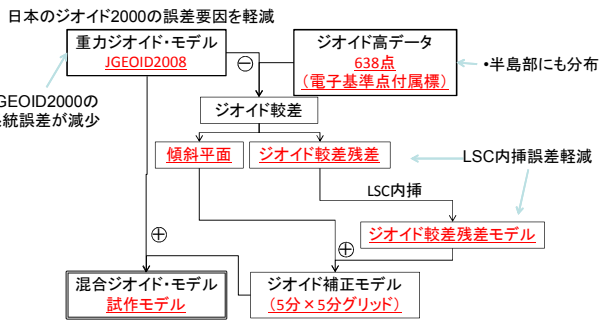 日本のジオイド2000の誤差要因を軽減
重力ジオイド・モデル
JGEOID2008
ジオイド高データ
638点
(電子基準点付属標)
•半島部にも分布
GEOID2000の
統誤差が減少
ジオイド較差
傾斜平面
ジオイド較差残差
LSC内挿誤差軽減
LSC内挿
ジオイド較差残差モデル
混合ジオイド・モデル
試作モデル
ジオイド補正モデル
(5分×5分グリッド)